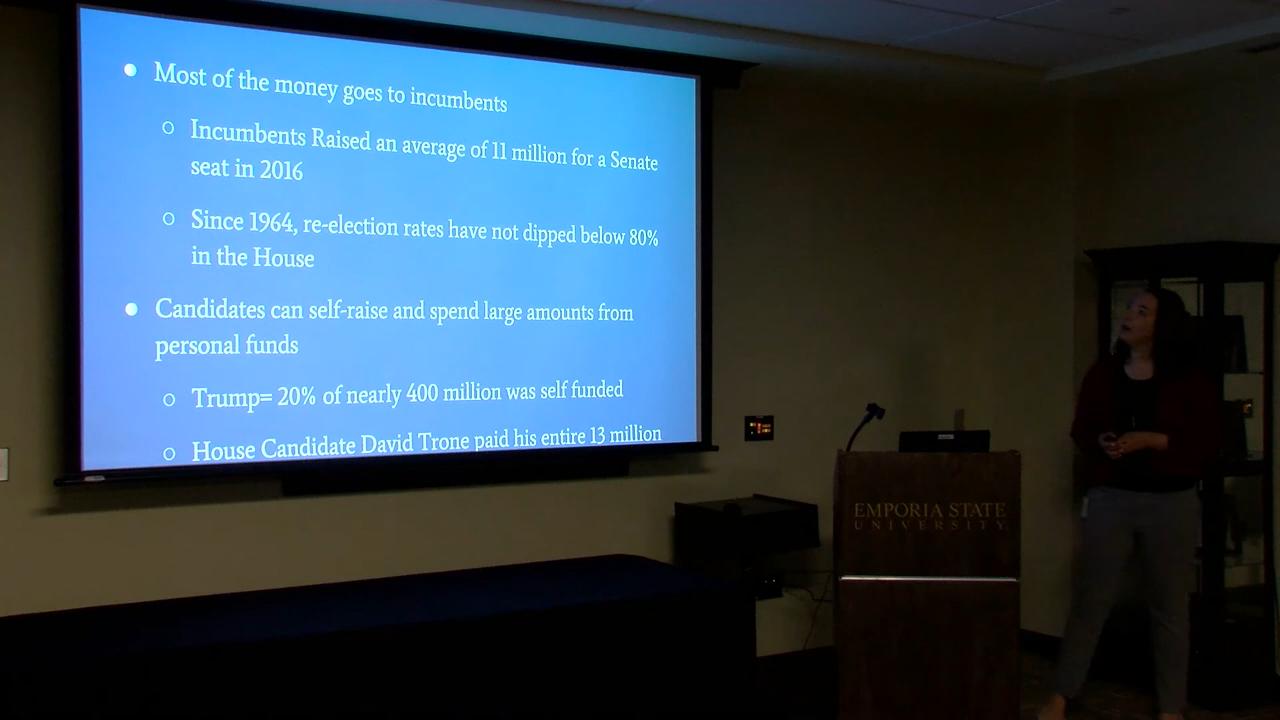 Most of the money goes to incumbents
Incumbents Raised an average of 11 million for a Senate
seat in 2016
Since 1964, re-election rates have not dipped below 80%
in the House
Candidates can self-raise and spend large amounts from
personal funds
Trump= 20% of nearly 400 million was self funded
House Candidate David Trone paid his entire 13 million
EMPORIA STATE
UNIVERSITY